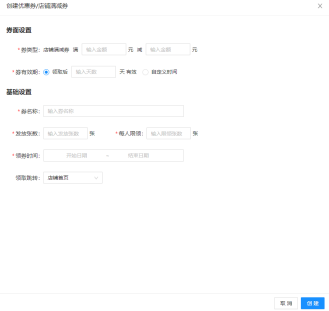 创建优惠券/店铺满减券
券面设置
* 券类型: 店铺满减券 满 输入金额 元 减 输入金额 元
* 券有效期: 领取后 输入天数 天 有效 自定义时间
基础设置
* 券名称: 输入券名称
* 发放张数: 输入发放张数 张 * 每人限领: 输入限领张数 张
* 领券时间: 开始日期 ~ 结束日期
领取跳转: 店铺首页
取 消 创 建